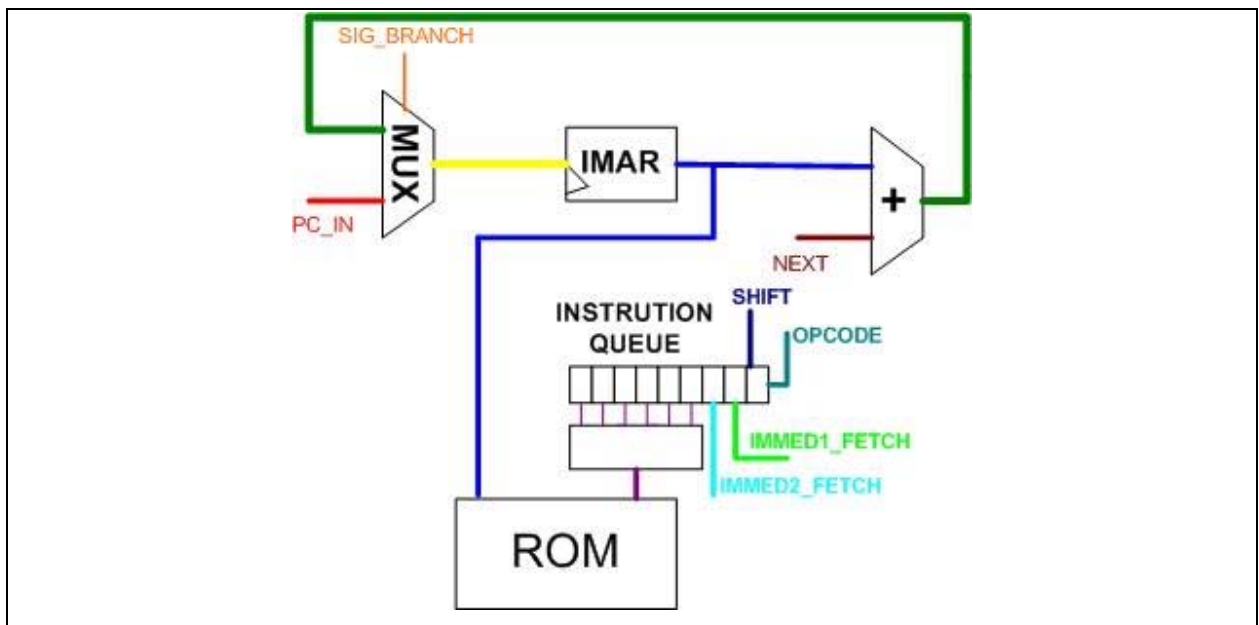 SIG_BRANCH
MUX
IMAR
+
PC_IN
NEXT
SHIFT
INSTRUTION
QUEUE
OPCODE
IMMED1_FETCH
IMMED2_FETCH
ROM